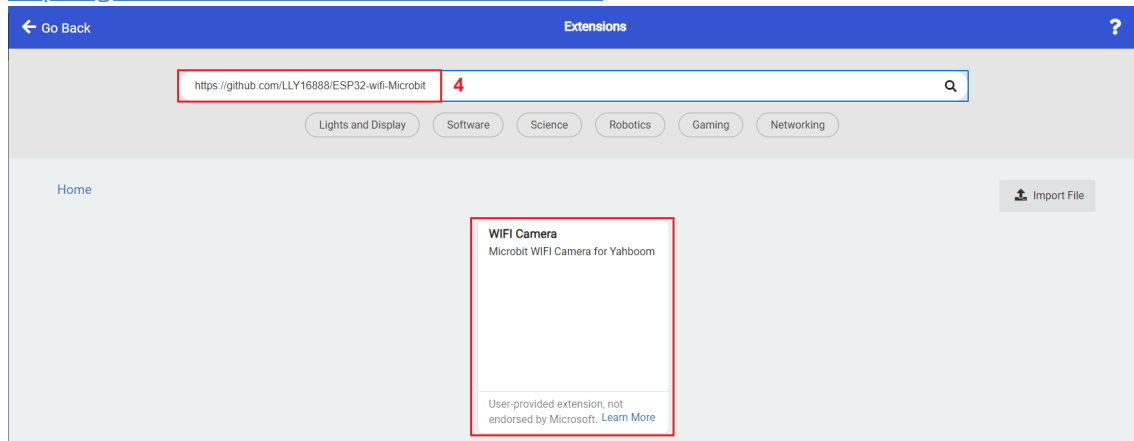 Go Back
Extensions
?
https://github.com/LLY16888/ESP32-wifi-Microbit
4
Lights and Display
Software
Science
Robotics
Gaming
Networking
Home
Import File
WIFI Camera
Microbit WIFI Camera for Yahboom
User-provided extension, not
endorsed by Microsoft. Learn More